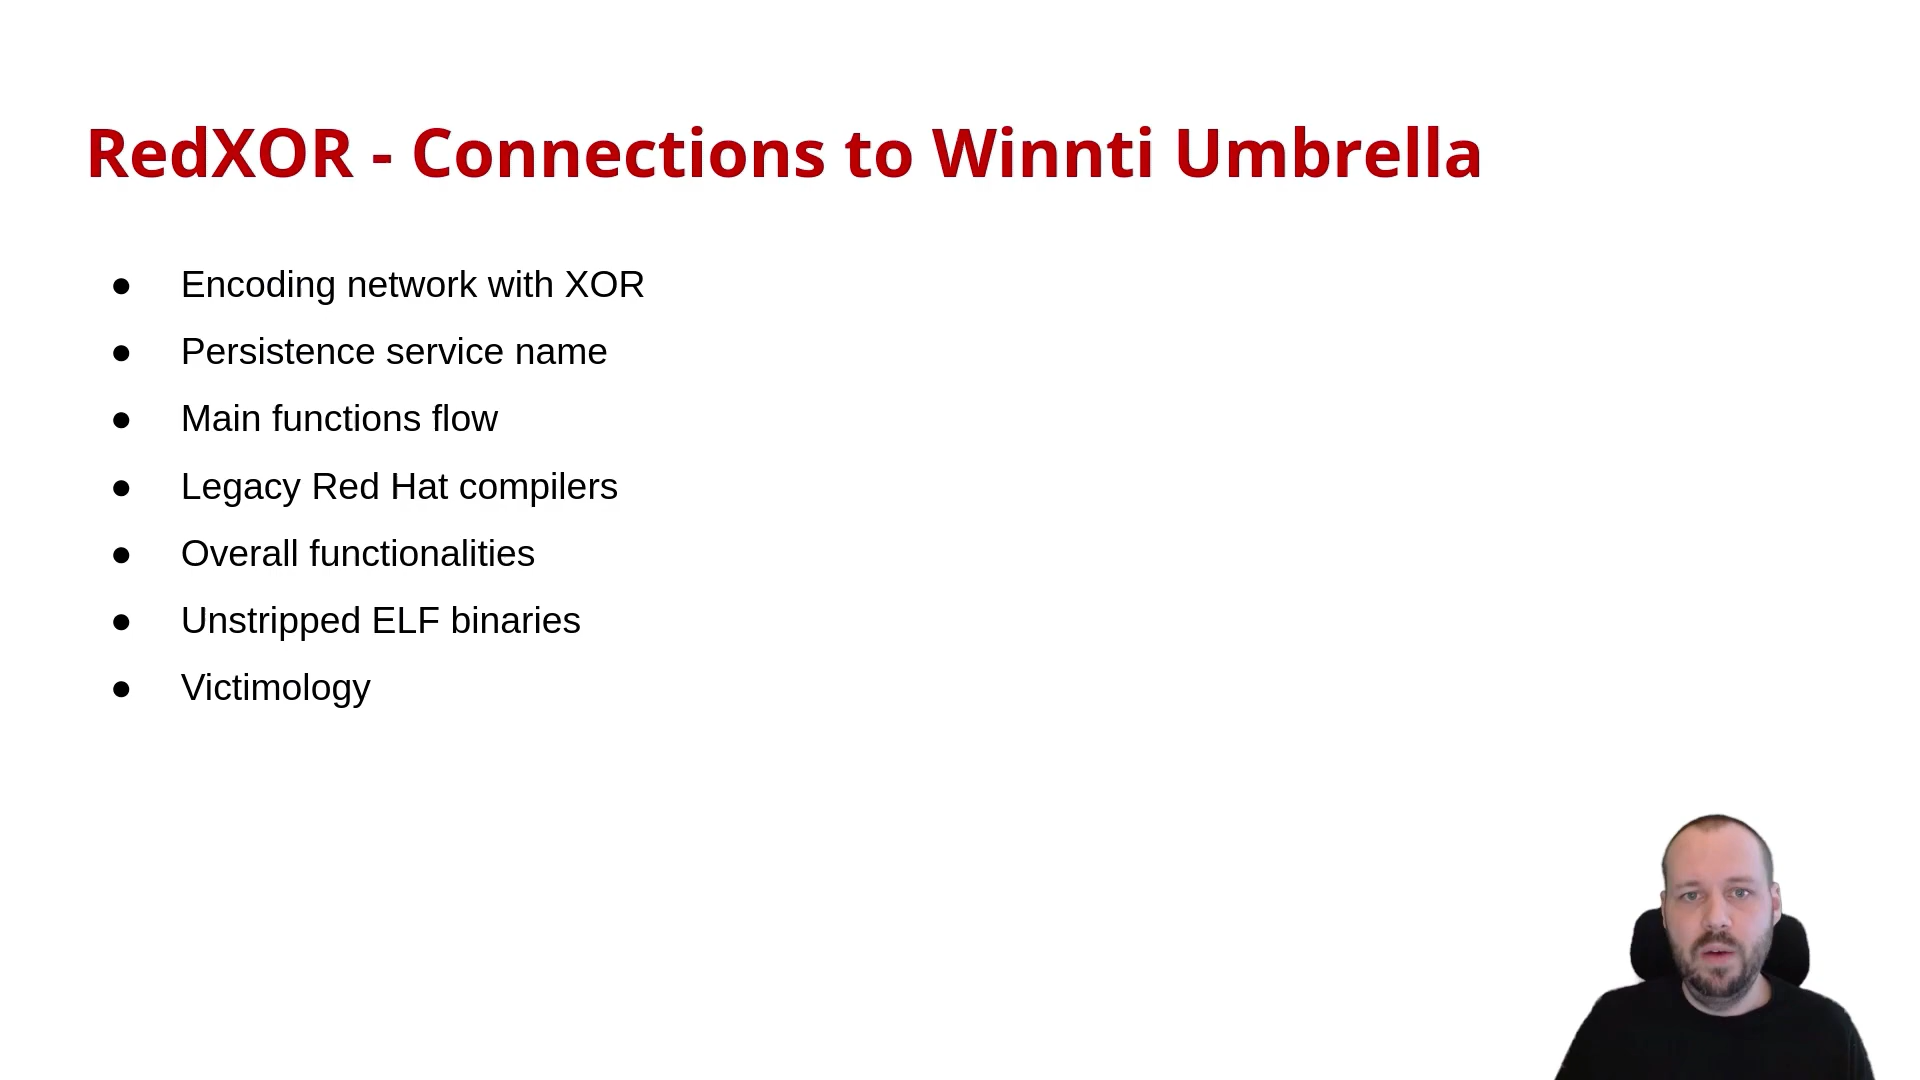 RedXOR - Connections to Winnti Umbrella
● Encoding network with XOR
● Persistence service name
● Main functions flow
● Legacy Red Hat compilers
● Overall functionalities
● Unstripped ELF binaries
● Victimology